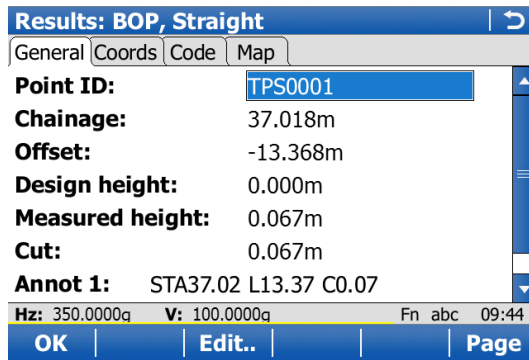 Results: BOP, Straight
General Coords Code Map
Point ID: TPS0001
Chainage: 37.018m
Offset: -13.368m
Design height: 0.000m
Measured height: 0.067m
Cut: 0.067m
Annot 1: STA37.02 L13.37 C0.07
Hz: 350.0000g V: 100.0000g Fn abc 09:44
OK Edit.. Page